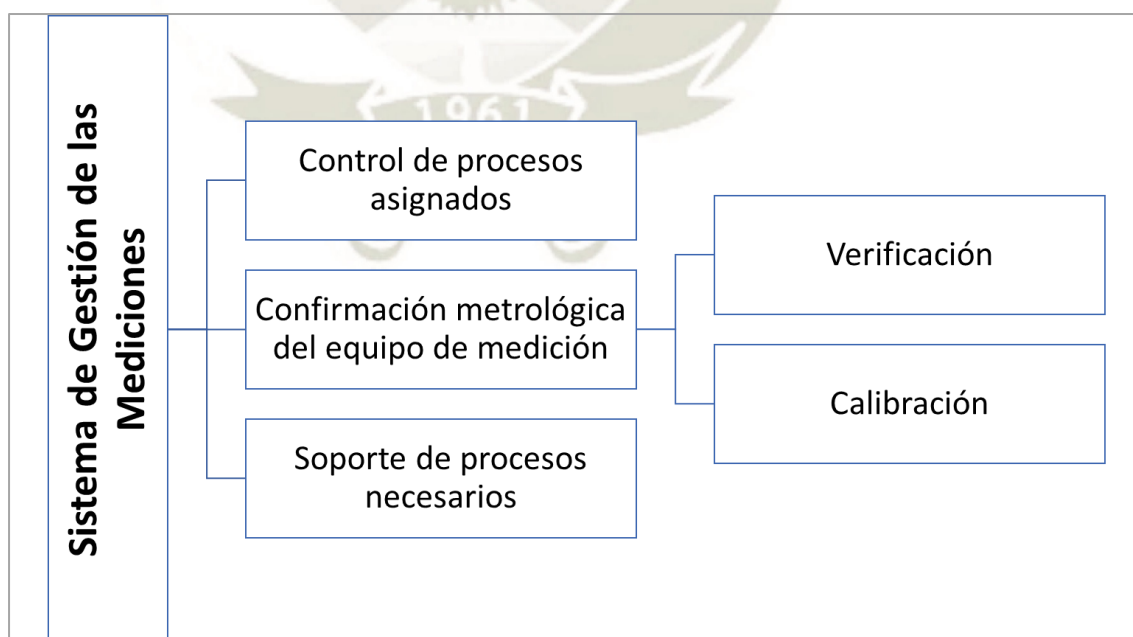 Sistema de Gestión de las
Mediciones
1961
Control de procesos
asignados
Confirmación metrológica
del equipo de medición
Soporte de procesos
necesarios
Verificación
Calibración